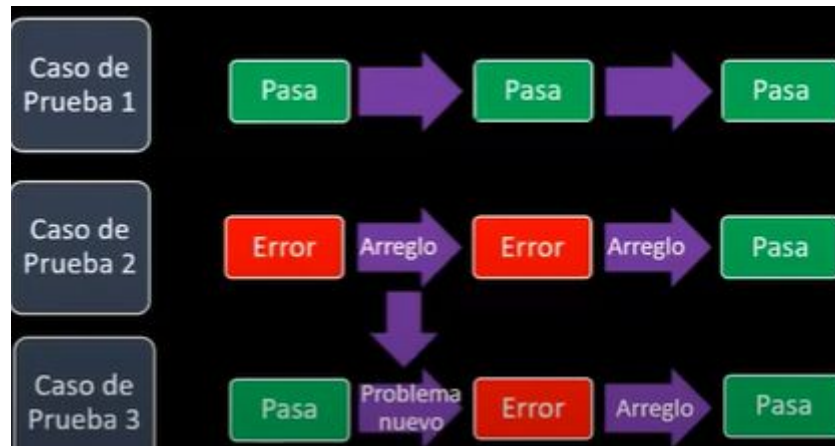 Caso de
Prueba 1
Pasa
Pasa
Pasa
Caso de
Prueba 2
Error
Arreglo
Error
Arreglo
Pasa
Caso de
Prueba 3
Pasa
Problema
nuevo
Error
Arreglo
Pasa